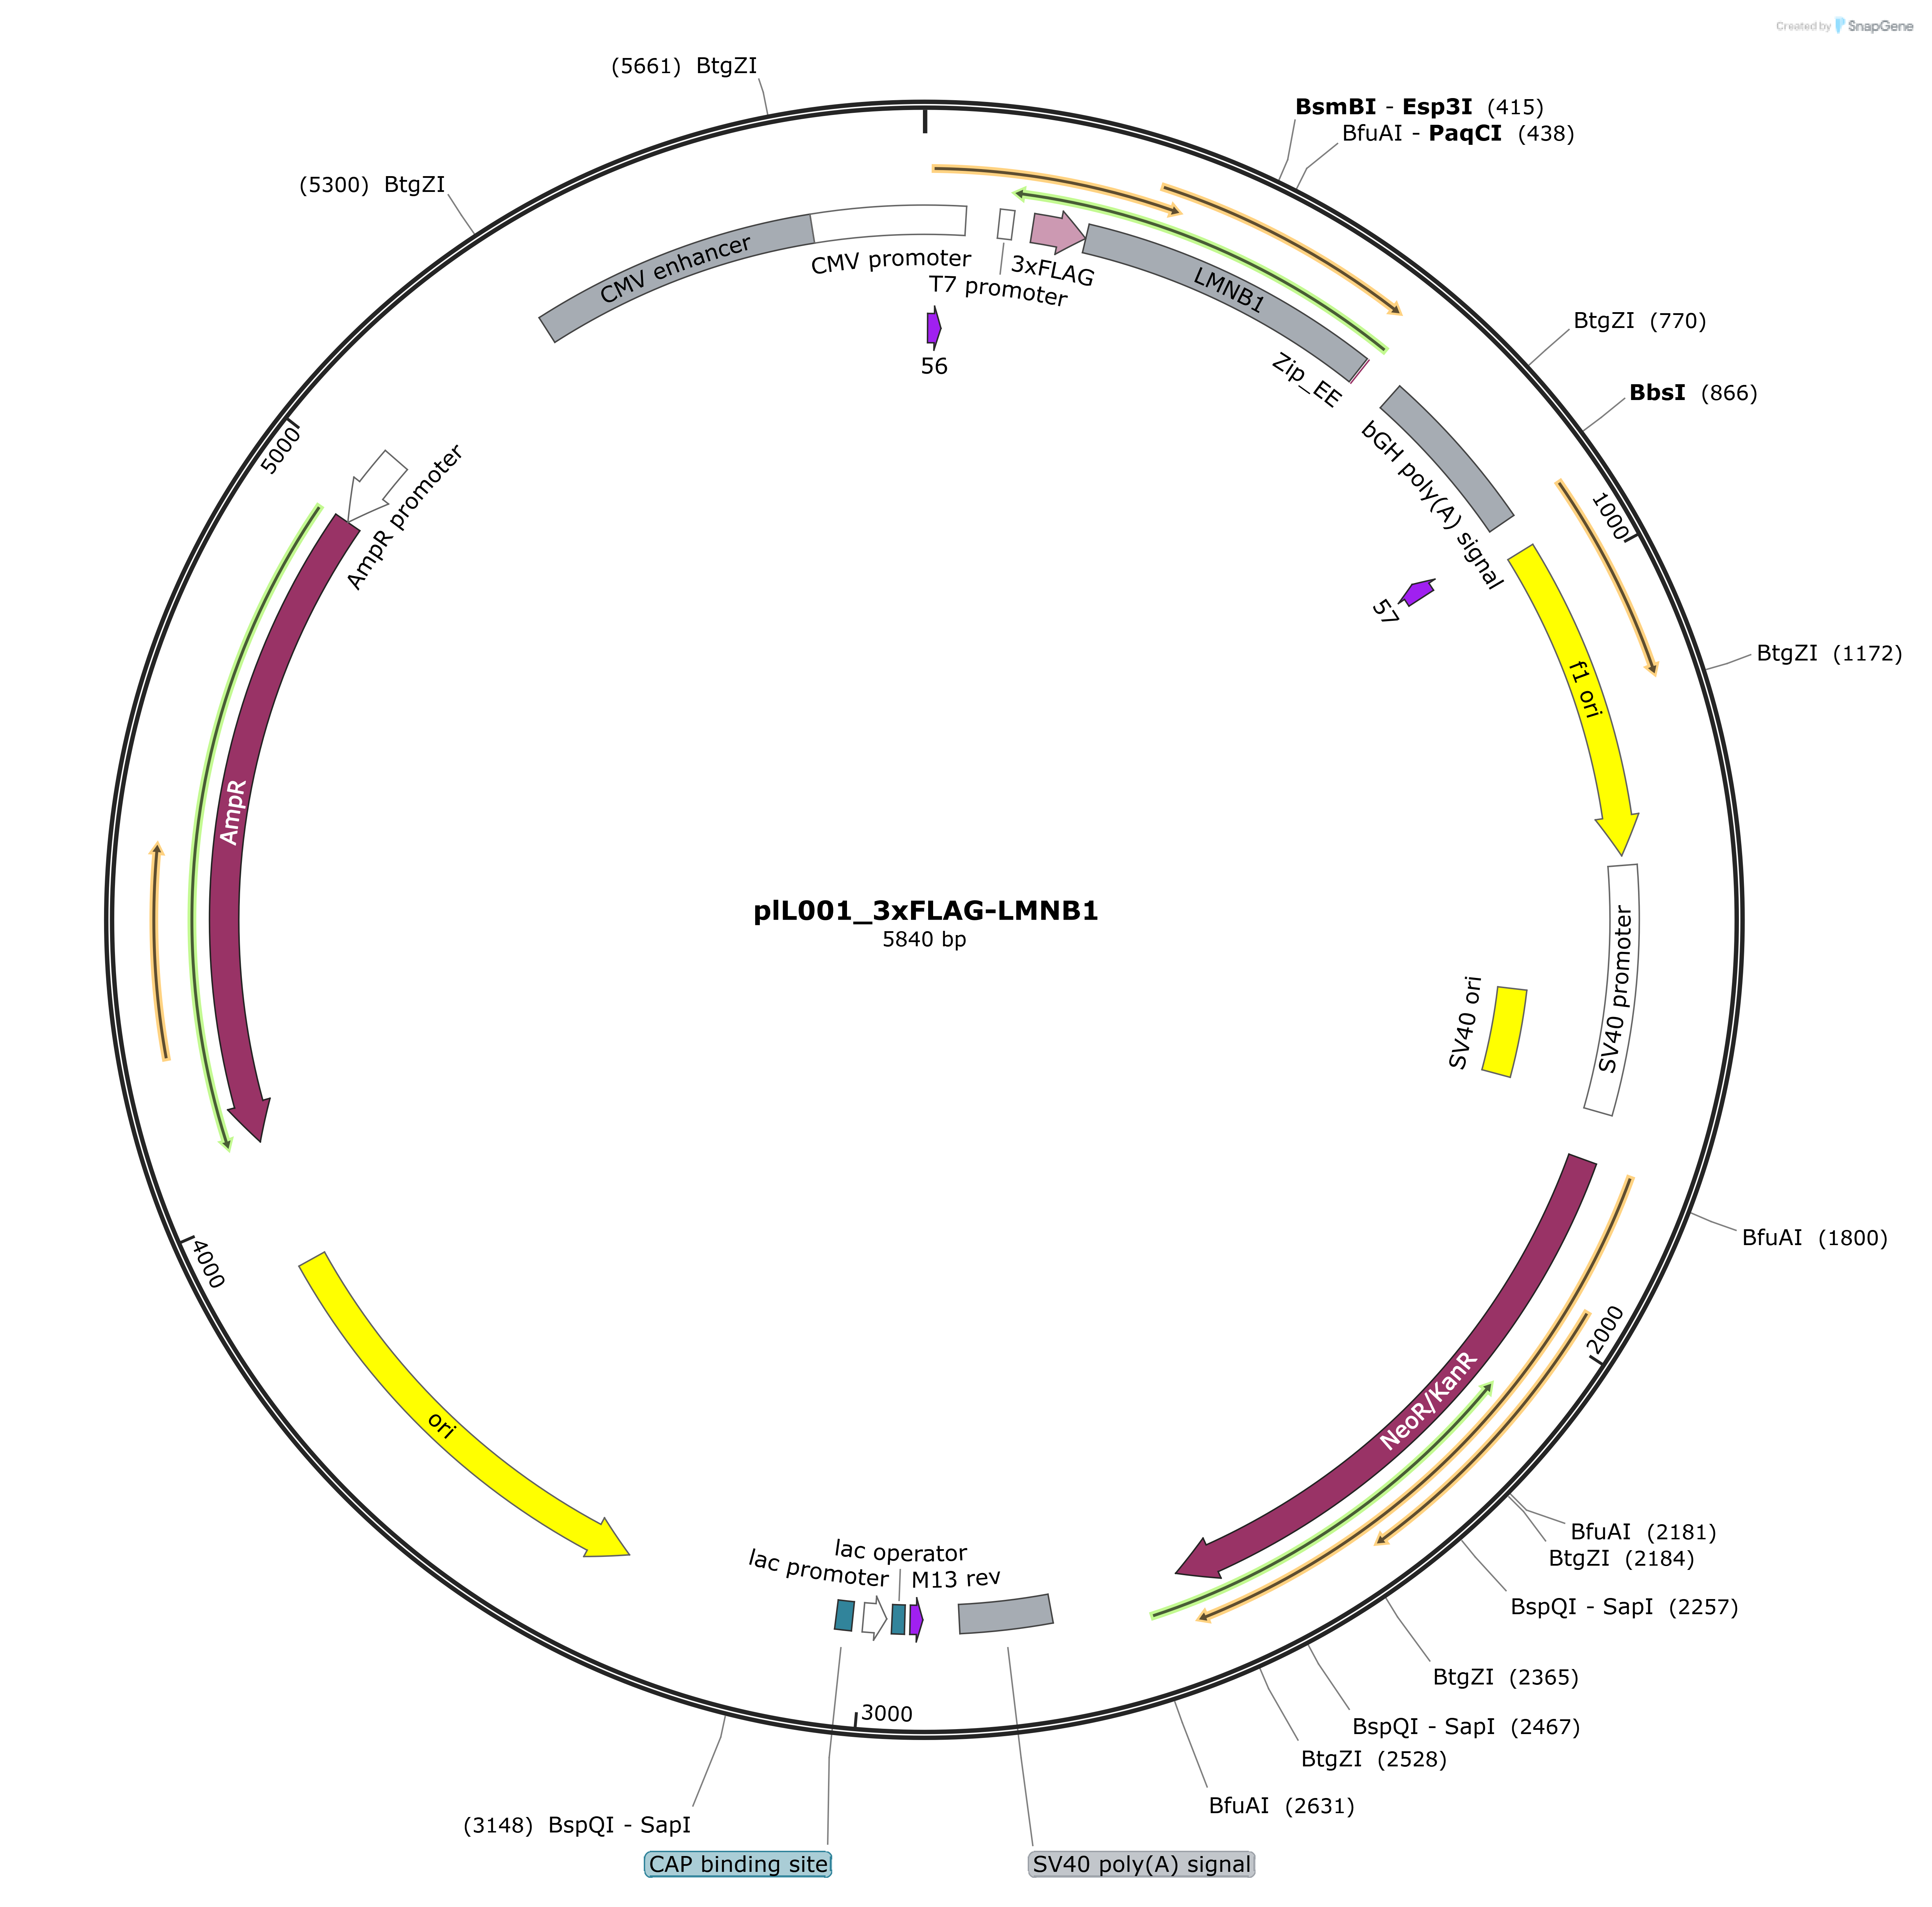 Created by SnapGene
(5661) BtgZI
BsmBI - Esp3I (415)
BfuAI - PaqCI (438)
(5300) BtgZI
CMV enhancer
CMV promoter
T7 promoter
3xFLAG
LMNB1
Zip_EE
BtgZI (770)
BbsI (866)
56
bGH poly(A) signal
57
1000
5000
AmpR promoter
AmpR
f1 ori
BtgZI (1172)
plL001_3xFLAG-LMNB1
5840 bp
SV40 ori
SV40 promoter
BfuAI (1800)
2000
NeoR/KanR
4000
ori
BfuAI (2181)
BtgZI (2184)
BspQI - SapI (2257)
BtgZI (2365)
BspQI - SapI (2467)
BtgZI (2528)
BfuAI (2631)
lac promoter
lac operator
M13 rev
3000
(3148) BspQI - SapI
CAP binding site
SV40 poly(A) signal